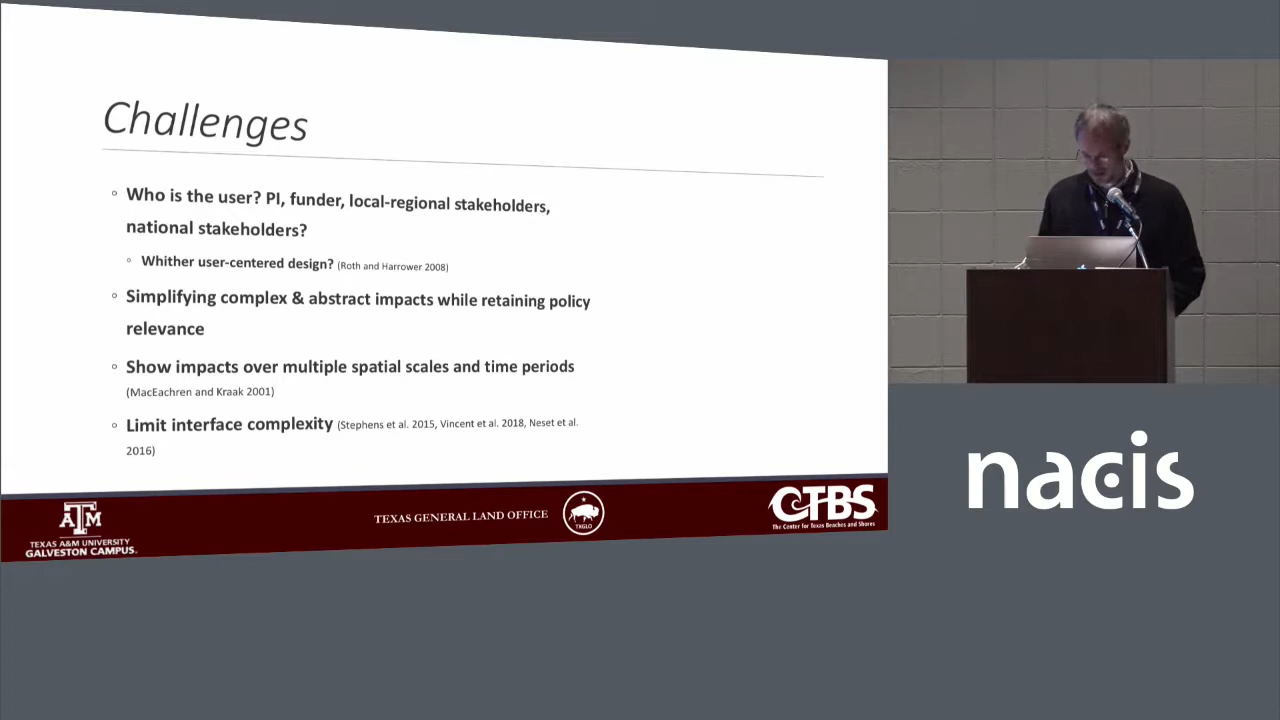 Challenges
Who is the user? PI, funder, local-regional stakeholders,
national stakeholders?
Whither user-centered design? (Roth and Harrower 2008)
Simplifying complex & abstract impacts while retaining policy
relevance
Show impacts over multiple spatial scales and time periods
(MacEachren and Kraak 2001)
Limit interface complexity (Stephens et al. 2015, Vincent et al. 2018, Neset et al.
2016)
ATM
TEXAS A&M UNIVERSITY
GALVESTON CAMPUS.
TEXAS GENERAL LAND OFFICE
TXGLO
CTBS
The Center for Texas Beaches and Shores
nacis